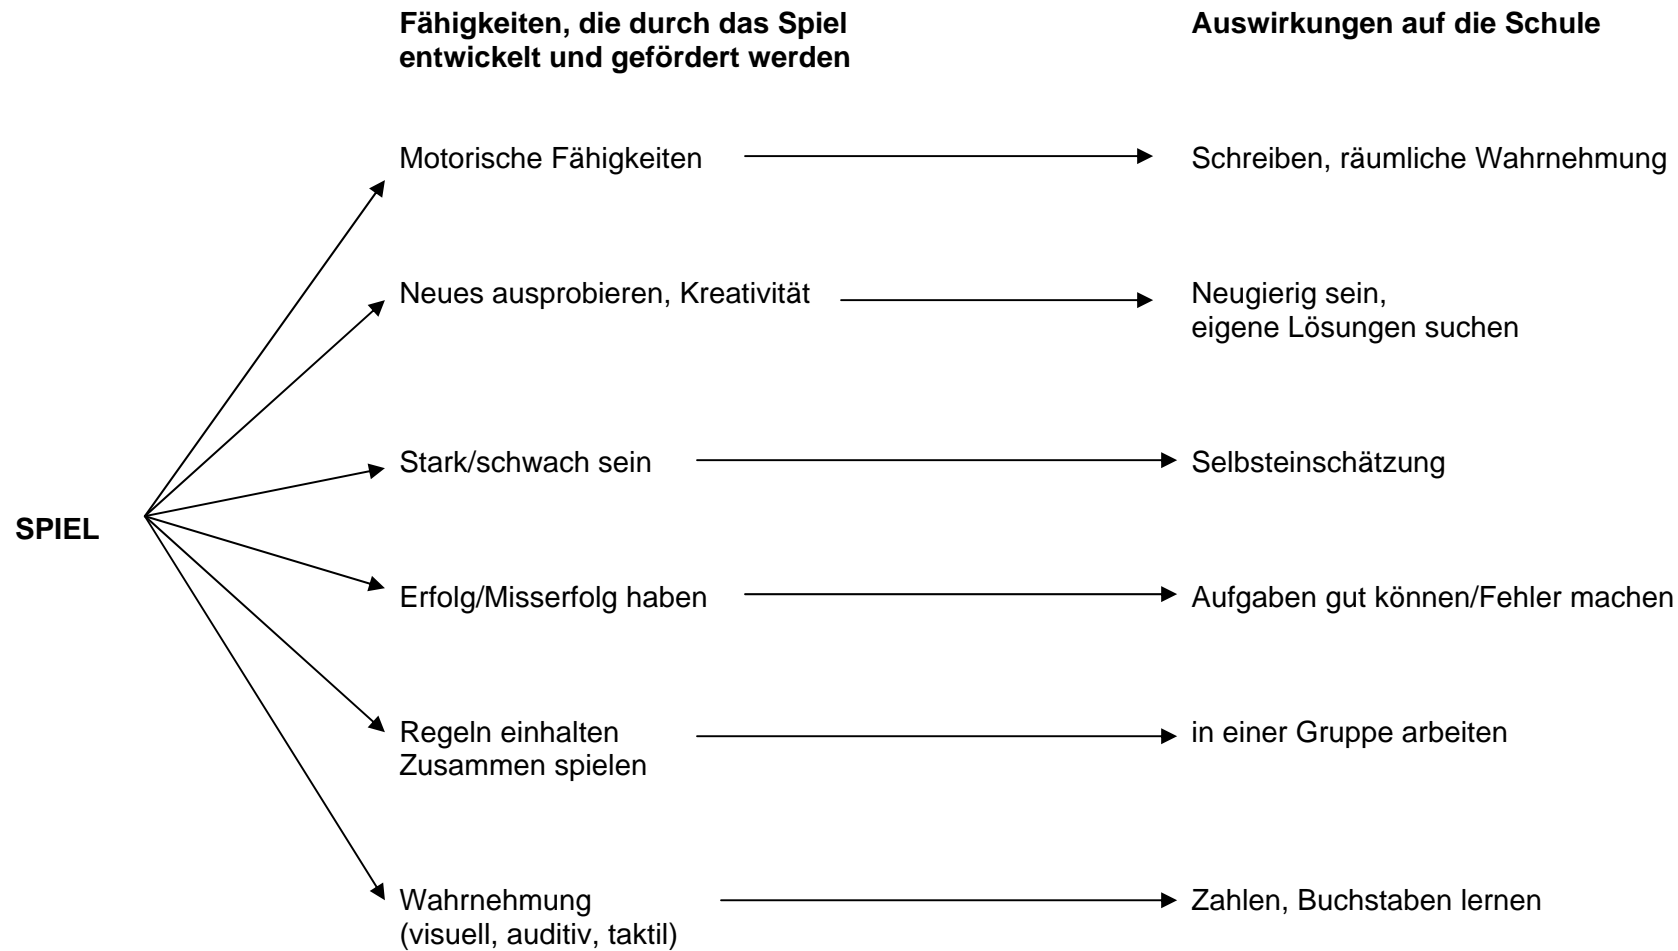 Fähigkeiten, die durch das Spiel
entwickelt und gefördert werden
Auswirkungen auf die Schule
Motorische Fähigkeiten
Schreiben, räumliche Wahrnehmung
Neues ausprobieren, Kreativität
Neugierig sein,
eigene Lösungen suchen
Stark/schwach sein
Selbsteinschätzung
SPIEL
Erfolg/Misserfolg haben
Aufgaben gut können/Fehler machen
Regeln einhalten
Zusammen spielen
in einer Gruppe arbeiten
Wahrnehmung
(visuell, auditiv, taktil)
Zahlen, Buchstaben lernen